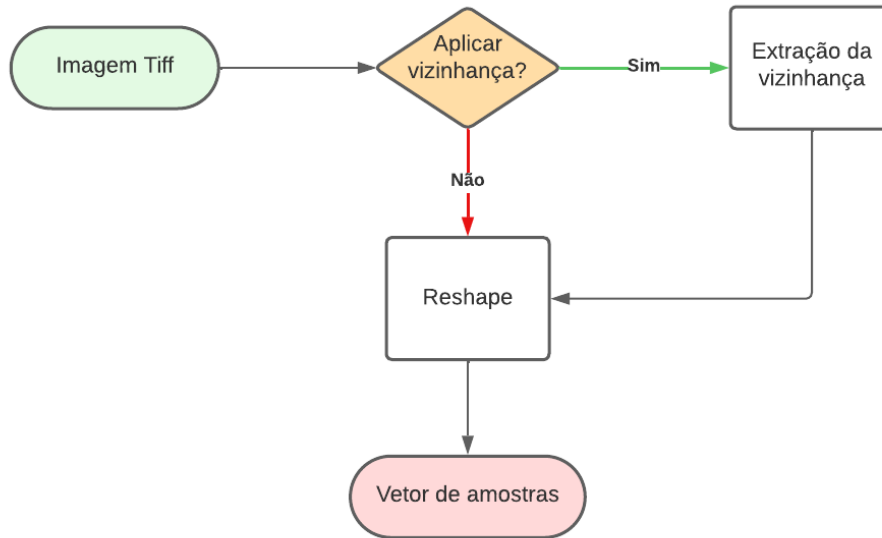 Imagem Tiff
Aplicar
vizinhança?
Sim
Extração da
vizinhança
Não
Reshape
Vetor de amostras